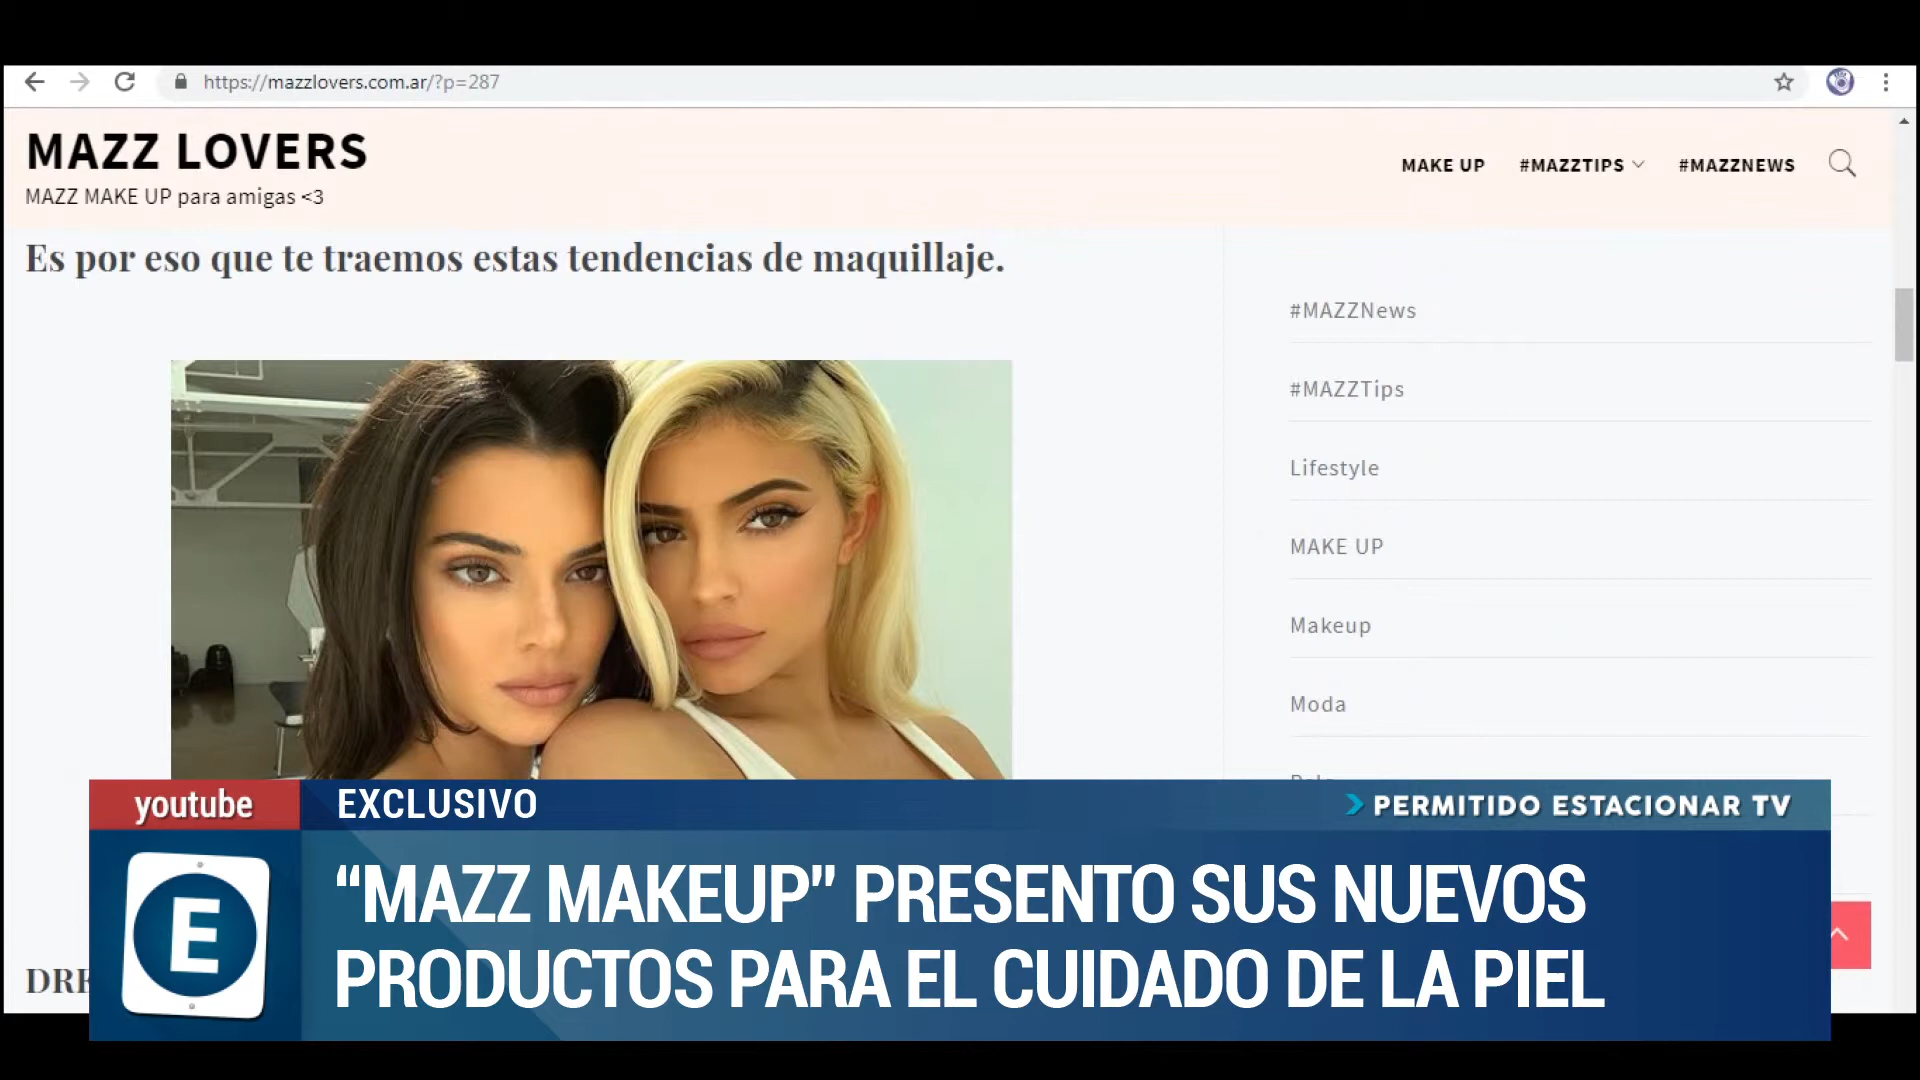 https://mazzlovers.com.ar/?p=287
MAZZ LOVERS
MAZZ MAKE UP para amigas <3
MAKE UP #MAZZTIPS #MAZZNEWS
Es por eso que te traemos estas tendencias de maquillaje.
#MAZZNews
#MAZZTips
Lifestyle
MAKE UP
Makeup
Moda
youtube EXCLUSIVO PERMITIDO ESTACIONAR TV
E
“MAZZ MAKEUP” PRESENTO SUS NUEVOS
PRODUCTOS PARA EL CUIDADO DE LA PIEL